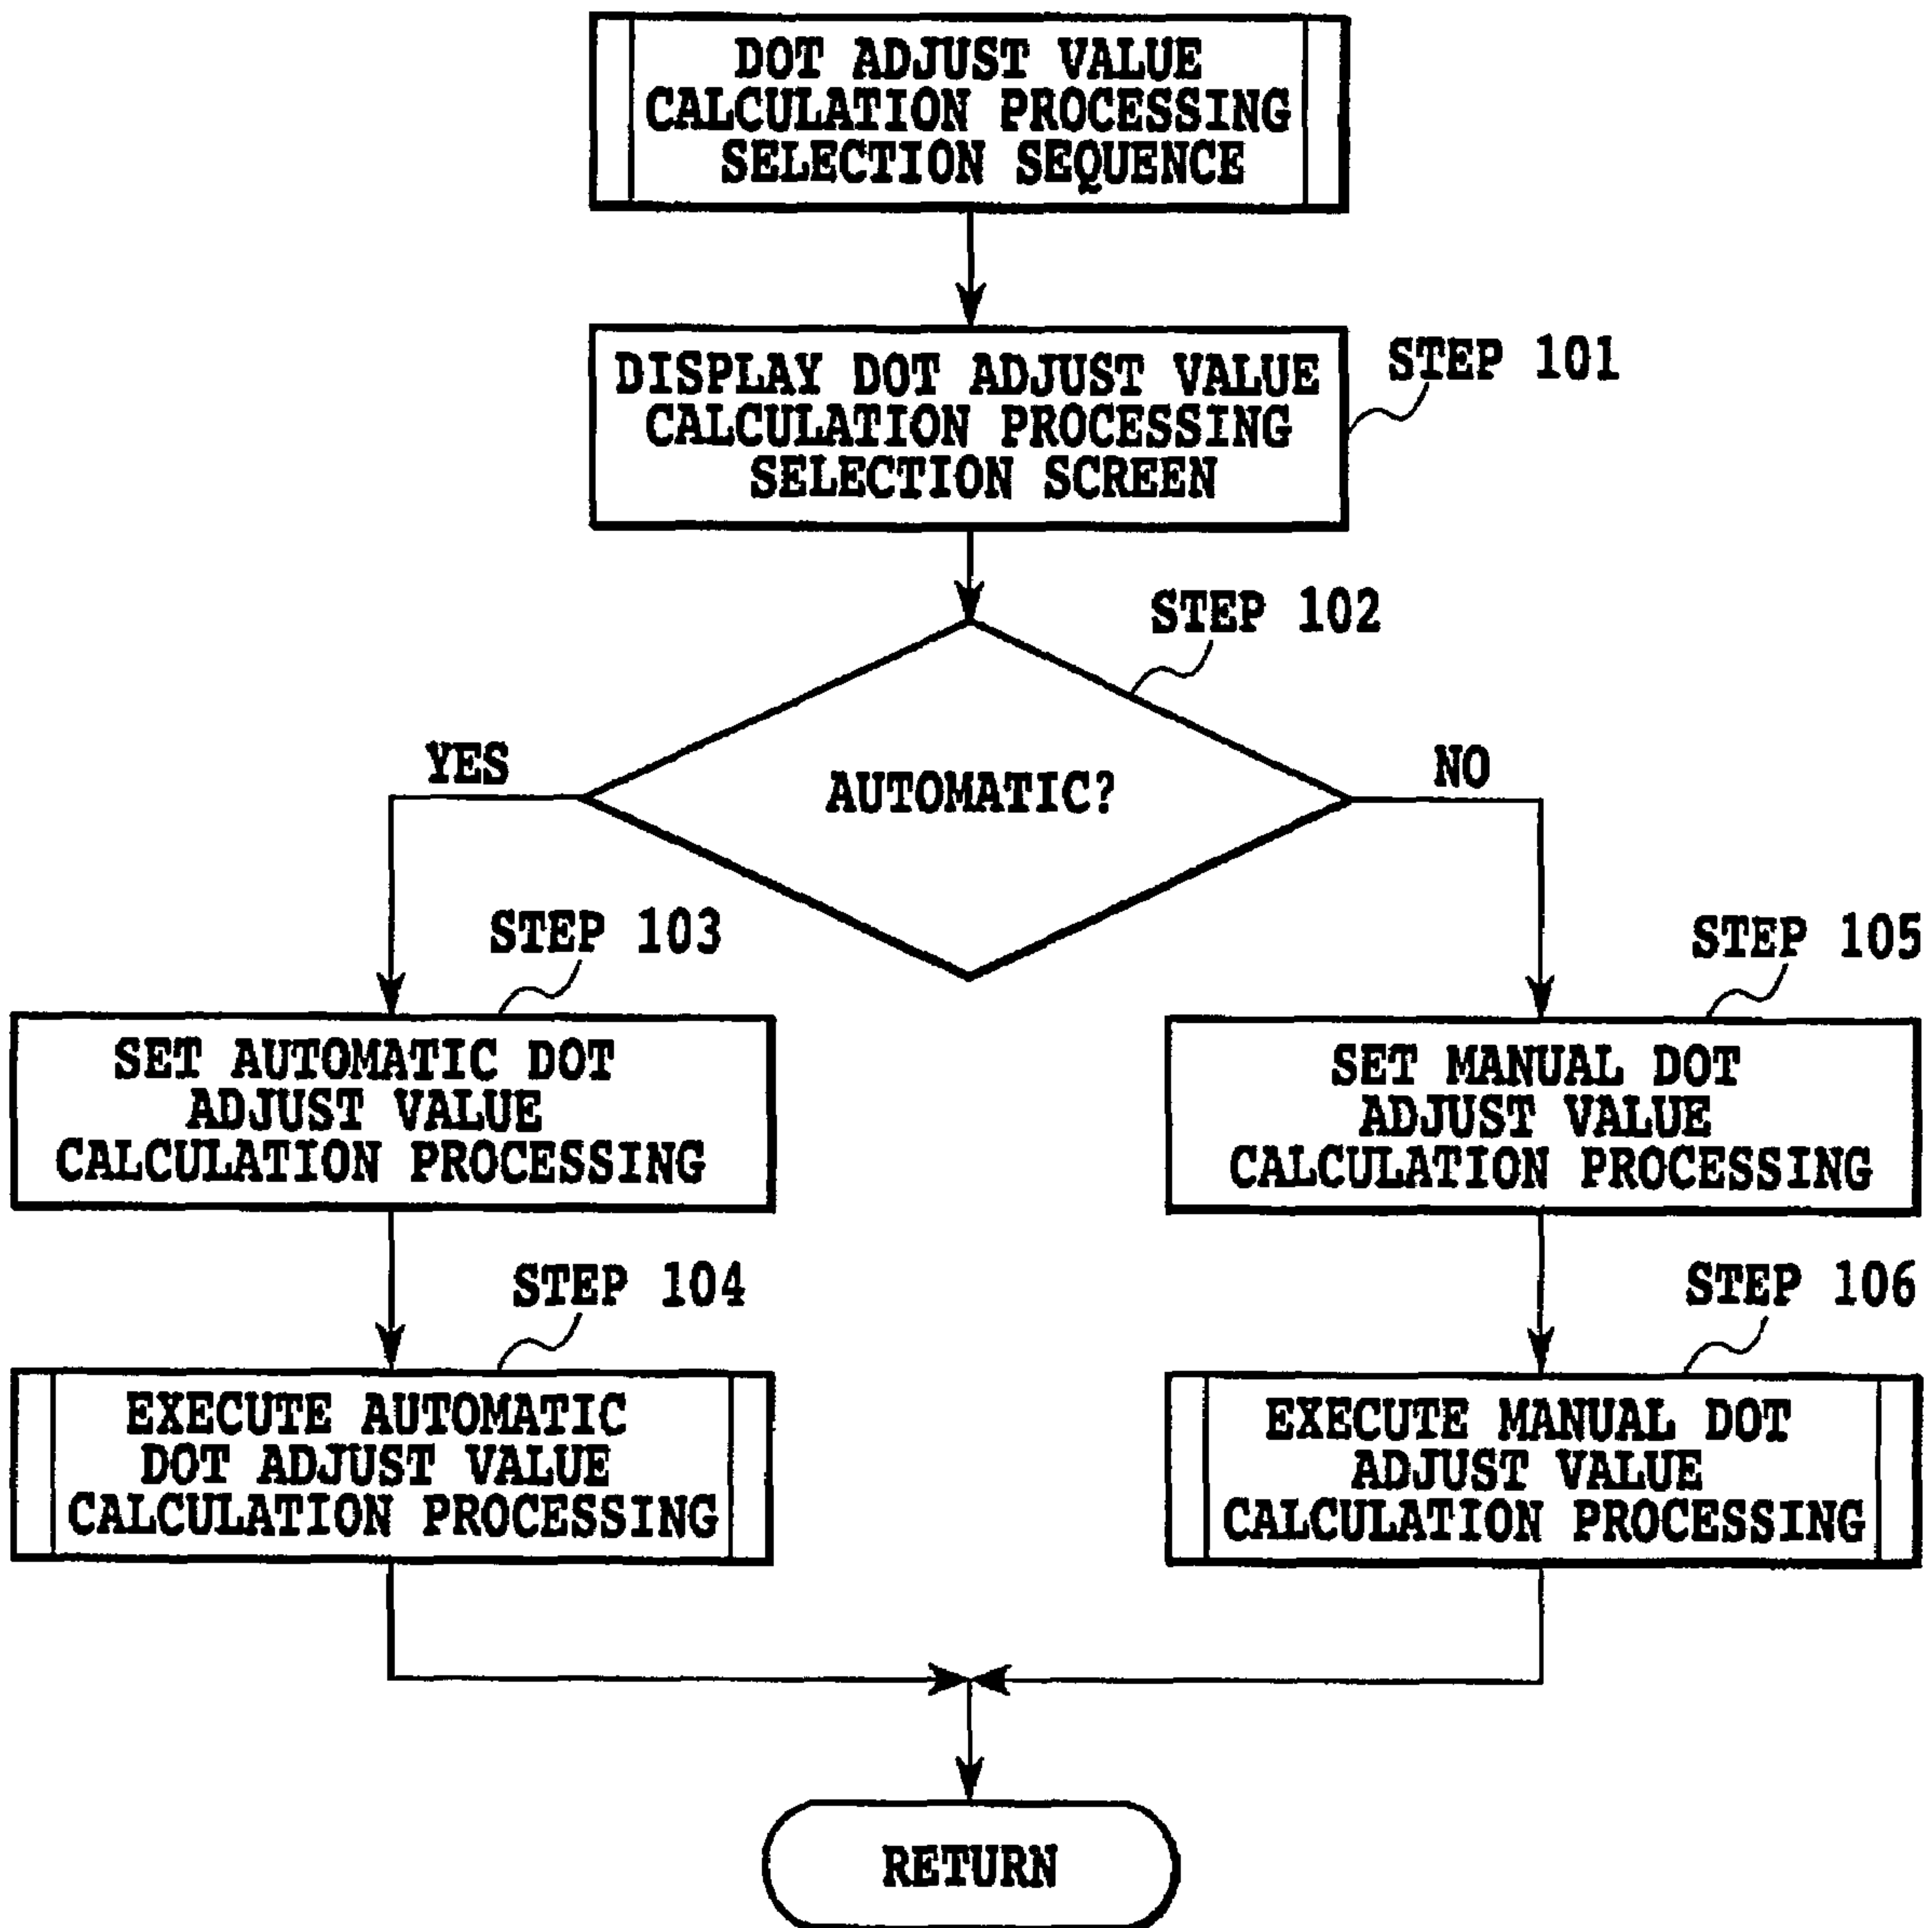 DOT ADJUST VALUE
CALCULATION PROCESSING
SELECTION SEQUENCE
DISPLAY DOT ADJUST VALUE
CALCULATION PROCESSING
SELECTION SCREEN
STEP 101
STEP 102
AUTOMATIC?
YES
NO
STEP 103
SET AUTOMATIC DOT
ADJUST VALUE
CALCULATION PROCESSING
STEP 105
SET MANUAL DOT
ADJUST VALUE
CALCULATION PROCESSING
STEP 104
EXECUTE AUTOMATIC
DOT ADJUST VALUE
CALCULATION PROCESSING
STEP 106
EXECUTE MANUAL DOT
ADJUST VALUE
CALCULATION PROCESSING
RETURN